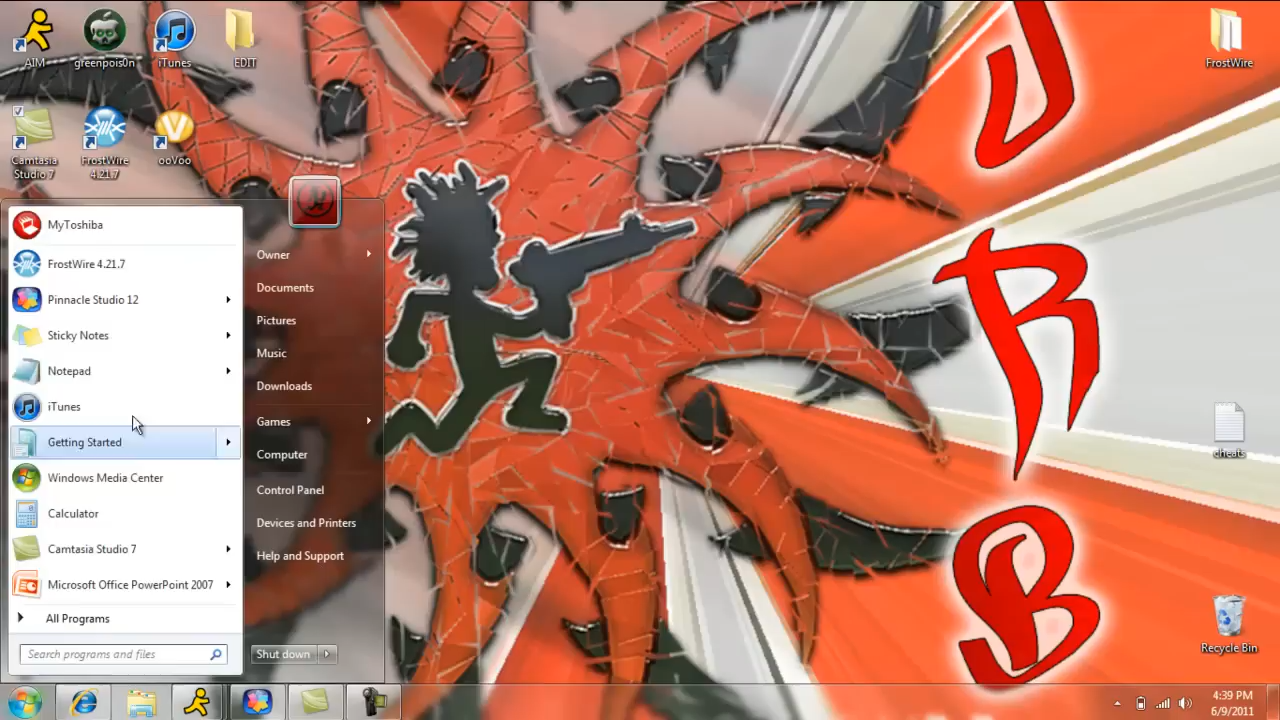 AIM
greenpois0n
iTunes
EDIT
FrostWire
Camtasia
Studio 7
FrostWire
4.21.7
ooVoo
MyToshiba
FrostWire 4.21.7
Pinnacle Studio 12
Sticky Notes
Notepad
iTunes
Getting Started
Windows Media Center
Calculator
Camtasia Studio 7
Microsoft Office PowerPoint 2007
All Programs
Search programs and files
Owner
Documents
Pictures
Music
Downloads
Games
Computer
Control Panel
Devices and Printers
Help and Support
Shut down
J
R
B
cheats
Recycle Bin
4:39 PM
6/9/2011